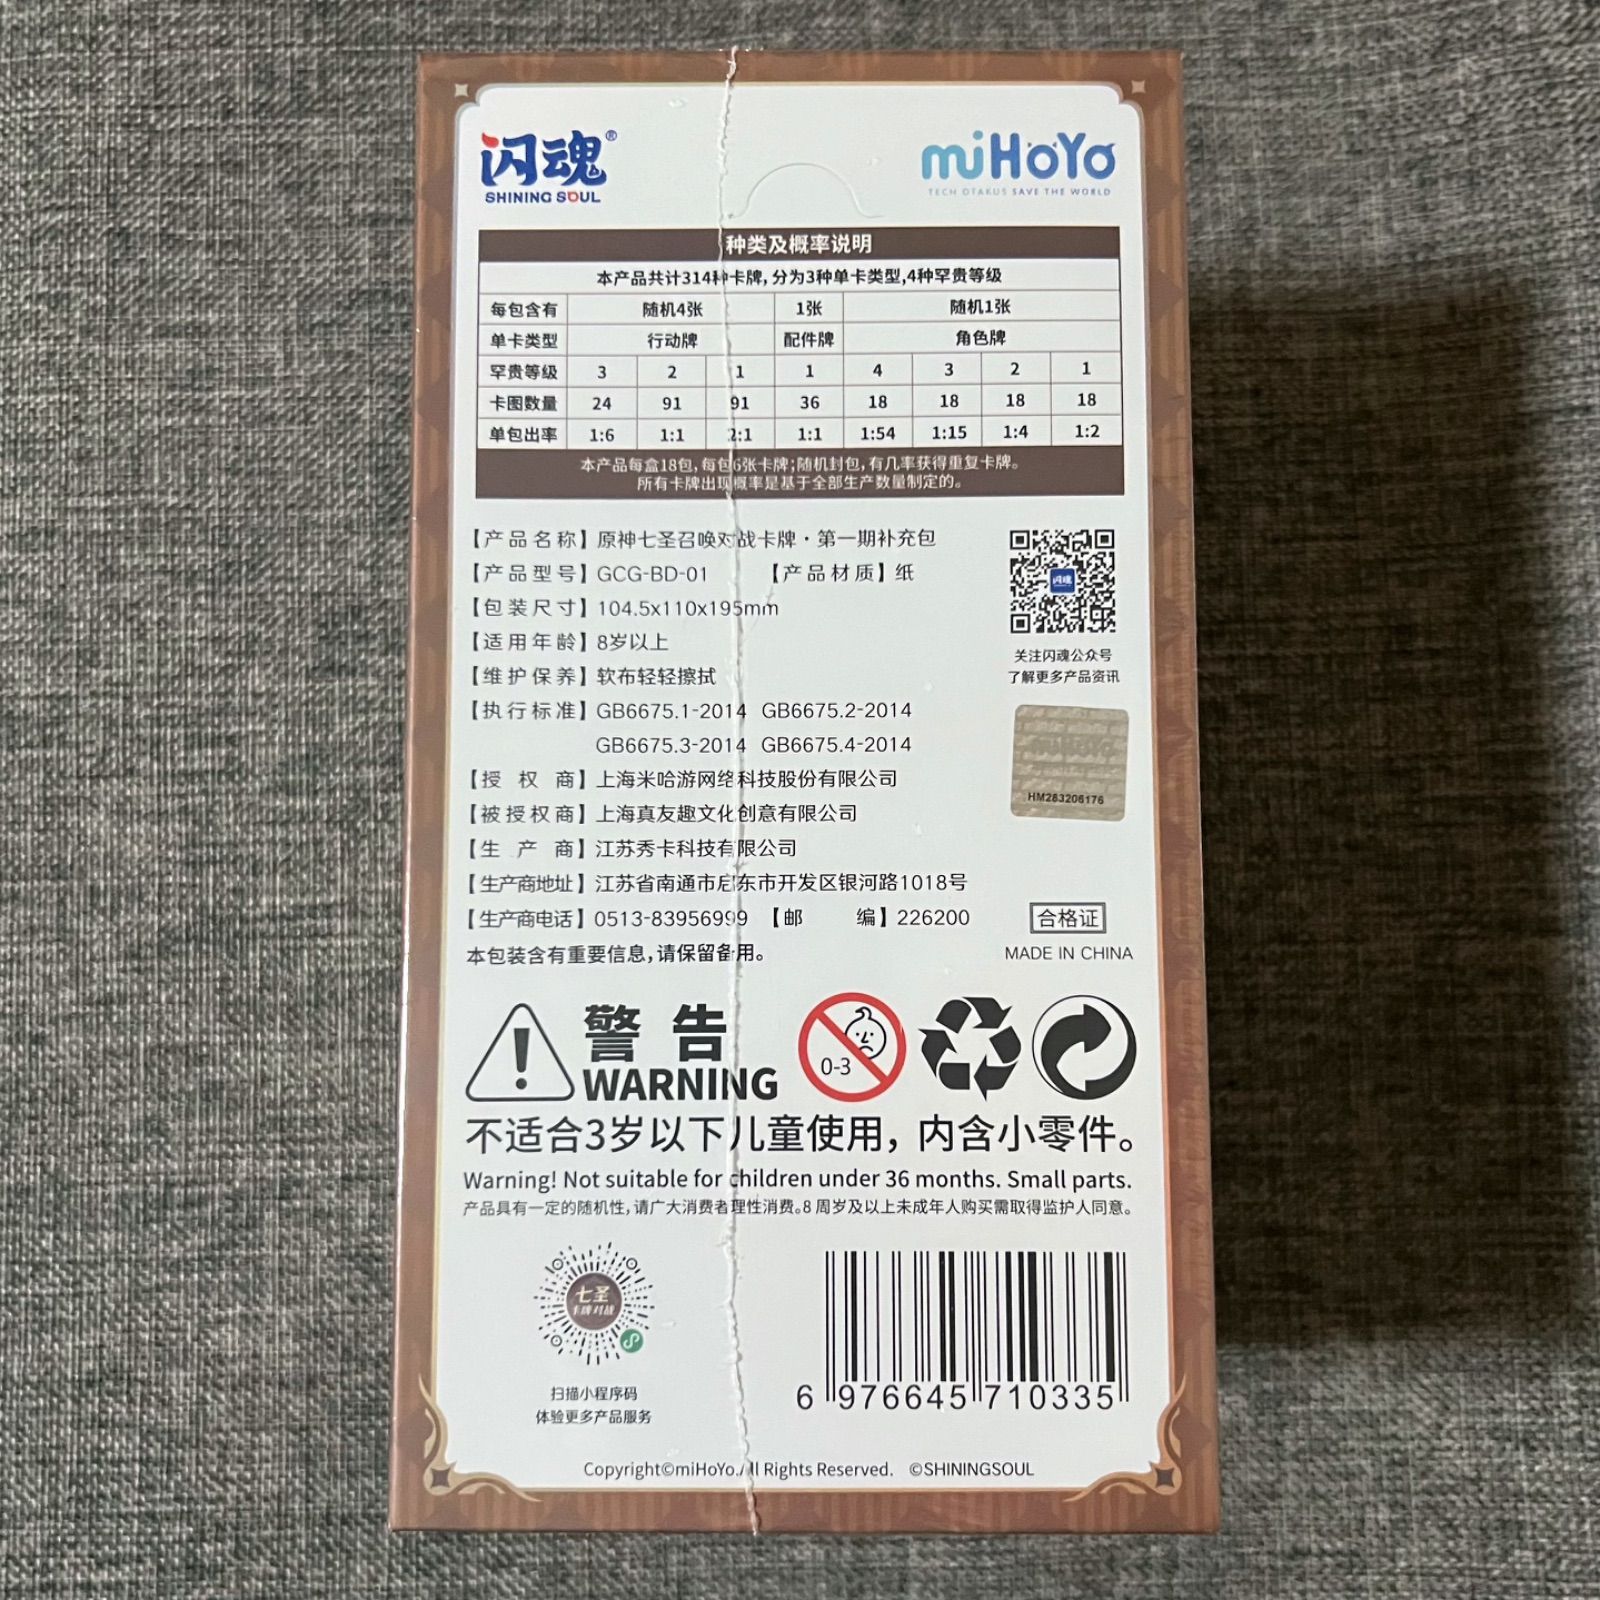 闪魂®
SHINING SOUL
miHoYo
TECH OTAKUS SAVE THE WORLD
种类及概率说明
本产品共计314种卡牌,分为3种单卡类型,4种罕贵等级
每包含有 随机4张 1张 随机1张
单卡类型 行动牌 配件牌 角色牌
罕贵等级 3 2 1 1 4 3 2 1
卡图数量 24 91 91 36 18 18 18 18
单包出率 1:6 1:1 2:1 1:1 1:54 1:15 1:4 1:2
本产品每盒18包,每包6张卡牌;随机封包,有几率获得重复卡牌。
所有卡牌出现概率是基于全部生产数量制定的。
【产品名称】原神七圣召唤对战卡牌·第一期补充包
【产品型号】GCG-BD-01 【产品材质】纸
【包装尺寸】104.5x110x195mm
【适用年龄】8岁以上
【维护保养】软布轻轻擦拭
【执行标准】GB6675.1-2014 GB6675.2-2014
GB6675.3-2014 GB6675.4-2014
【授权商】上海米哈游网络科技股份有限公司
【被授权商】上海真友趣文化创意有限公司
【生产商】江苏秀卡科技有限公司
【生产商地址】江苏省南通市启东市开发区银河路1018号
【生产商电话】0513-83956999 【邮编】226200
本包装含有重要信息,请保留备用。
闪魂
关注闪魂公众号
了解更多产品资讯
miHoYo
HM263206176
合格证
MADE IN CHINA
警告
WARNING
0-3
不适合3岁以下儿童使用，内含小零件。
Warning! Not suitable for children under 36 months. Small parts.
产品具有一定的随机性,请广大消费者理性消费。8周岁及以上未成年人购买需取得监护人同意。
七圣
卡牌对战
扫描小程序码
体验更多产品服务
6 976645 710335
Copyright©miHoYo.All Rights Reserved. ©SHININGSOUL